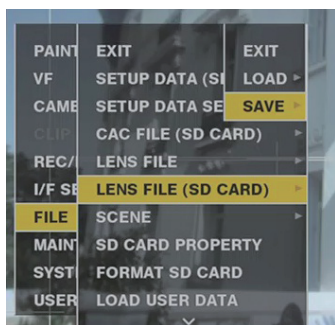 PAINT
VF
CAME
CLIP
REC/I
I/F SE
FILE
MAIN
SYST
USER
EXIT
SETUP DATA (SI
SETUP DATA SE
CAC FILE (SD CARD)
LENS FILE
LENS FILE (SD CARD)
SCENE
SD CARD PROPERTY
FORMAT SD CARD
LOAD USER DATA
EXIT
LOAD
SAVE